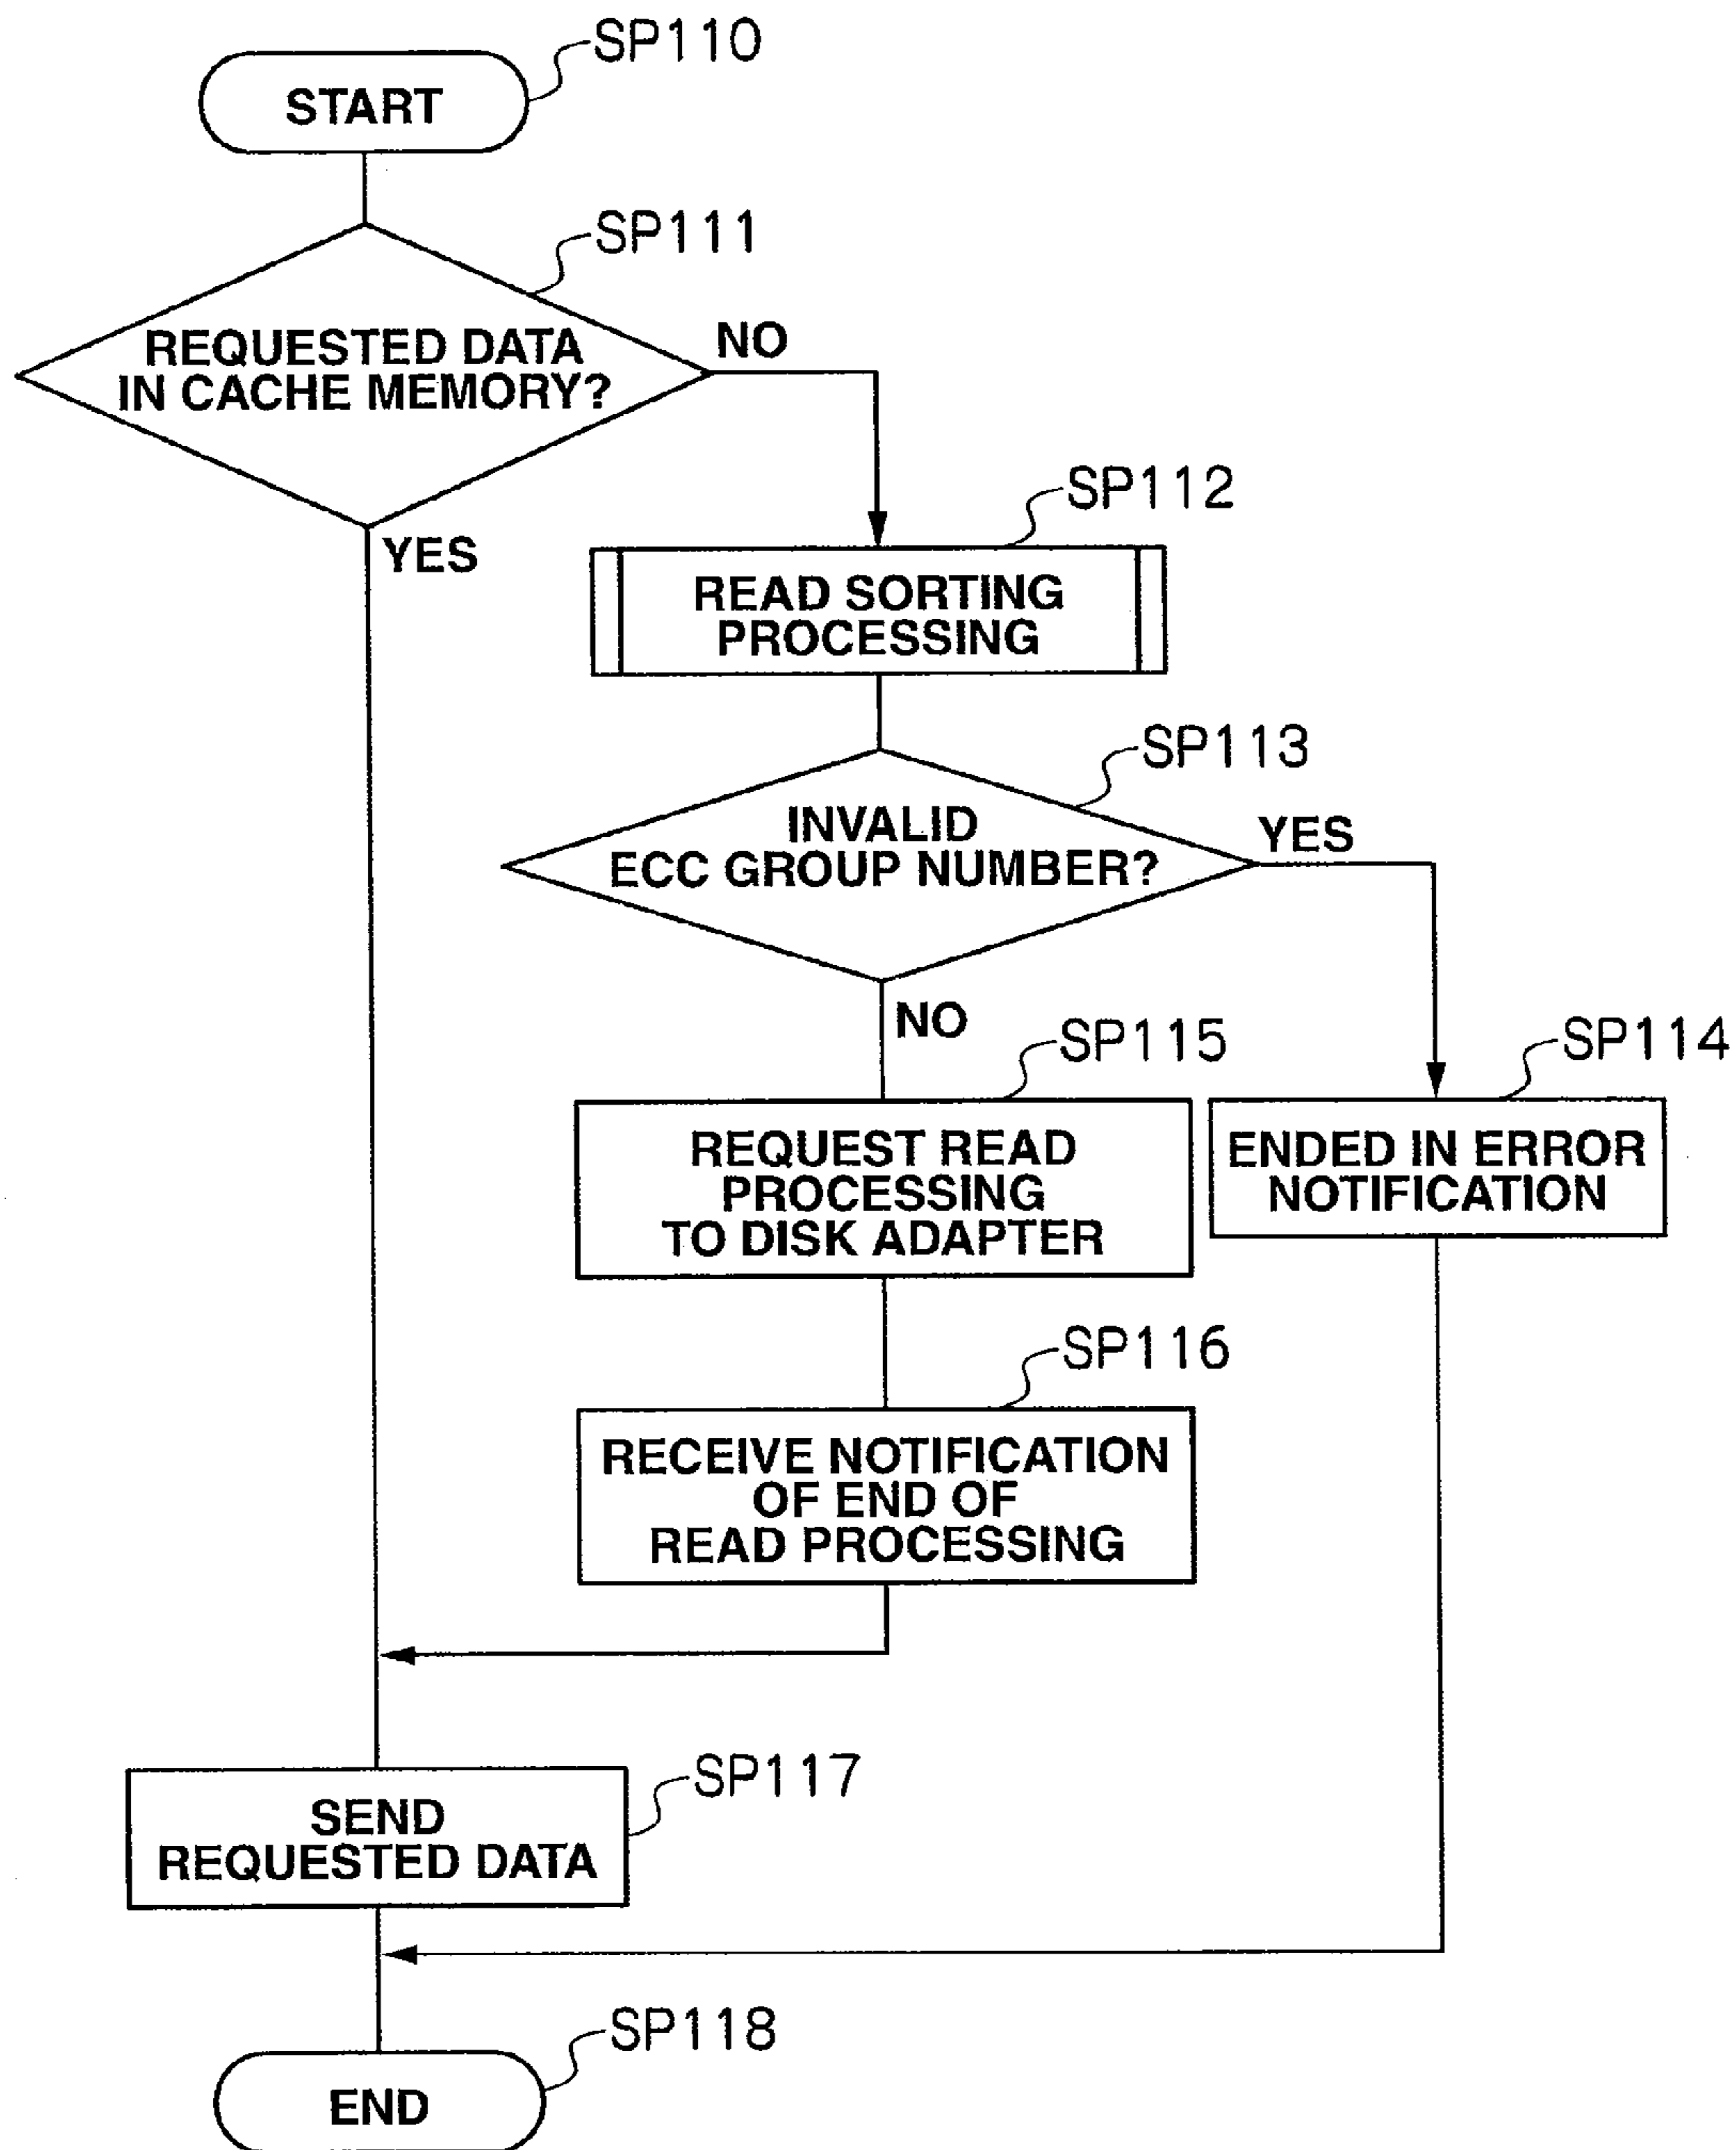 SP110
START
SP111
REQUESTED DATA
IN CACHE MEMORY?
NO
YES
SP112
READ SORTING
PROCESSING
SP113
INVALID
ECC GROUP NUMBER?
YES
NO
SP115
SP114
REQUEST READ
PROCESSING
TO DISK ADAPTER
ENDED IN ERROR
NOTIFICATION
SP116
RECEIVE NOTIFICATION
OF END OF
READ PROCESSING
SP117
SEND
REQUESTED DATA
SP118
END